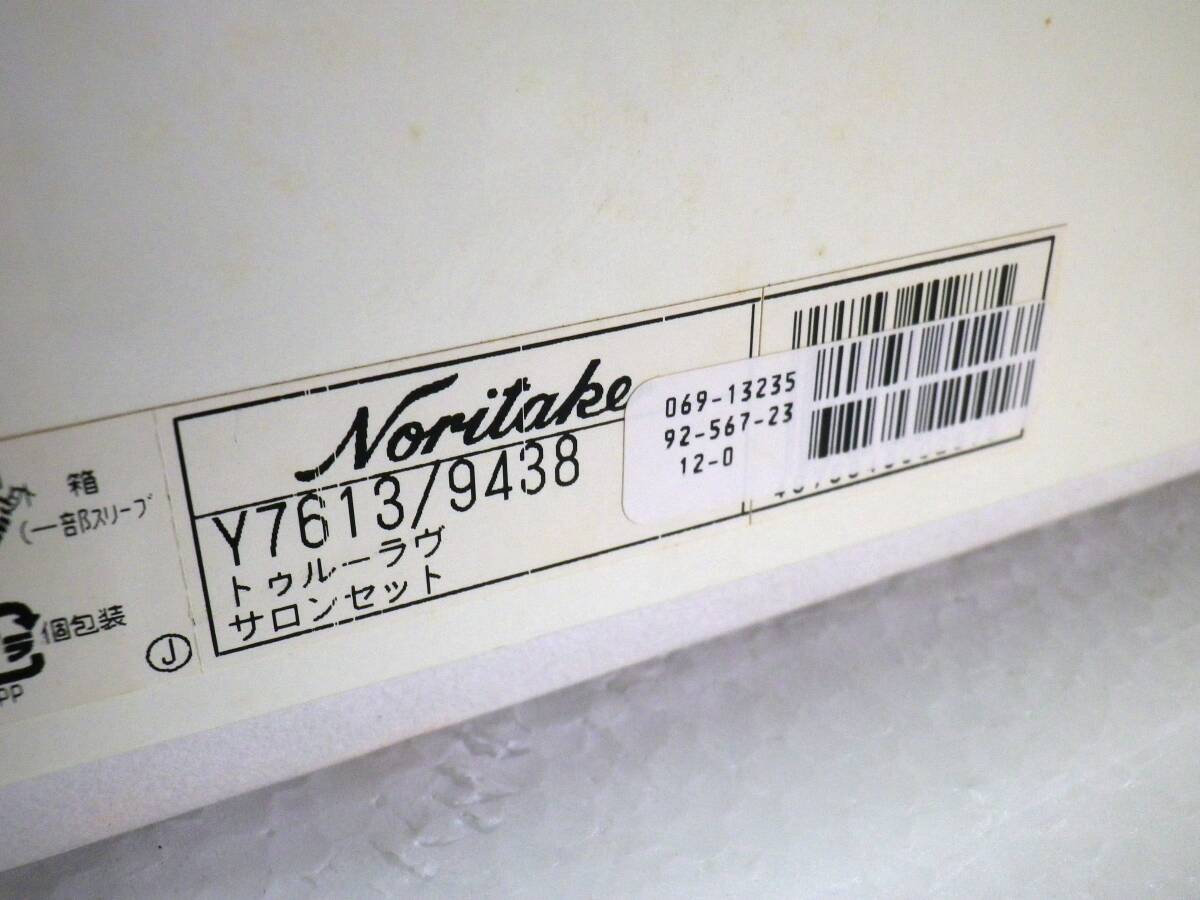 Noritake
Y7613/9438
トゥルーラヴ
サロンセット
069-13235
92-567-23
12-0
箱
(一部スリーブ
個包装
PP
J